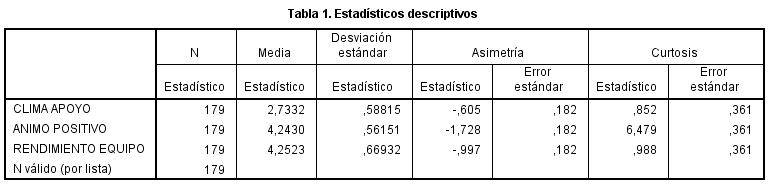 Tabla 1. Estadísticos descriptivos
N Media Desviación estándar Asimetría Curtosis
Estadístico Estadístico Estadístico Estadístico Error estándar Estadístico Error estándar
CLIMA APOYO 179 2,7332 ,58815 -,605 ,182 ,852 ,361
ANIMO POSITIVO 179 4,2430 ,56151 -1,728 ,182 6,479 ,361
RENDIMIENTO EQUIPO 179 4,2523 ,66932 -,997 ,182 ,988 ,361
N válido (por lista) 179